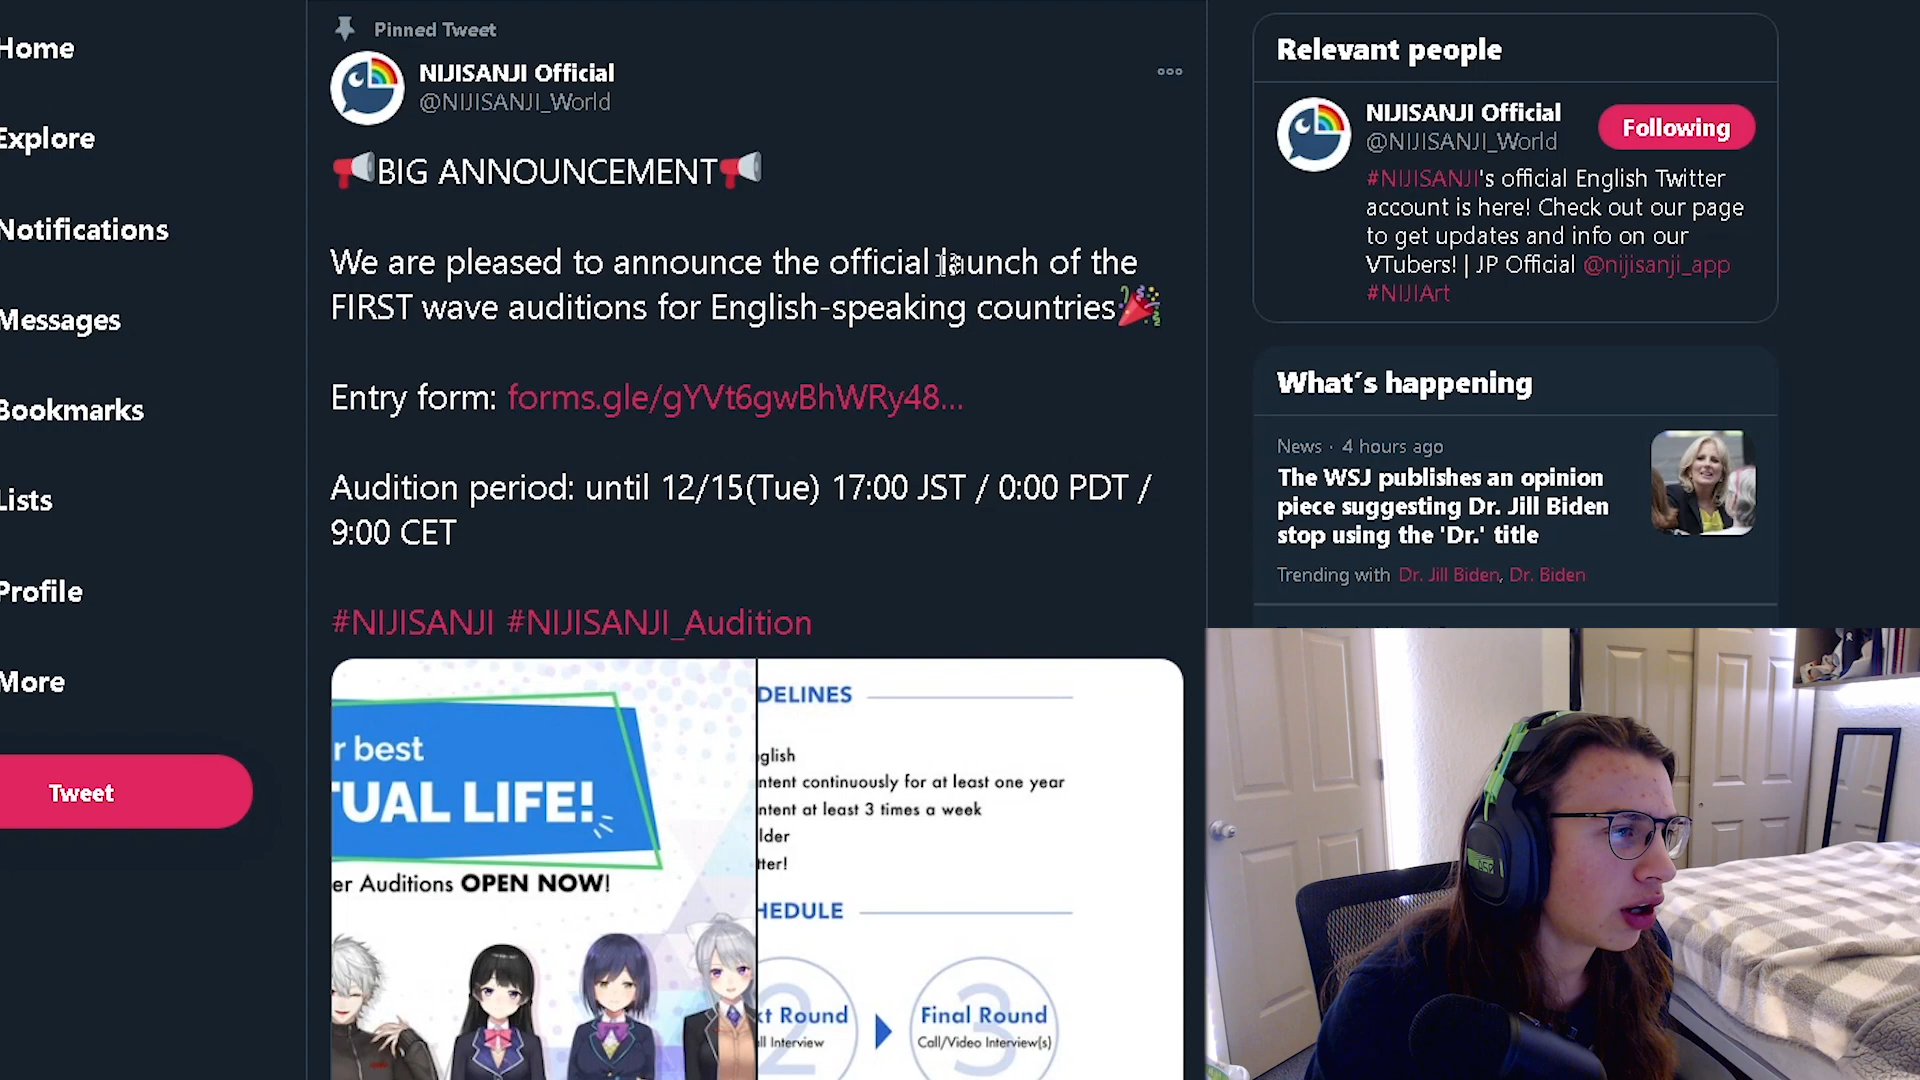 Home
Explore
Notifications
Messages
Bookmarks
Lists
Profile
More
Tweet
Pinned Tweet
NIJISANJI Official
@NIJISANJI_World
BIG ANNOUNCEMENT
We are pleased to announce the official launch of the
FIRST wave auditions for English-speaking countries
Entry form: forms.gle/gYVt6gwBhWRy48...
Audition period: until 12/15(Tue) 17:00 JST / 0:00 PDT /
9:00 CET
#NIJISANJI #NIJISANJI_Audition
r best
TUAL LIFE!
er Auditions OPEN NOW!
DELINES
glish
ntent continuously for at least one year
ntent at least 3 times a week
lder
tter!
HEDULE
2
xt Round
ll Interview
3
Final Round
Call/Video Interview(s)
Relevant people
NIJISANJI Official
@NIJISANJI_World
Following
#NIJISANJI's official English Twitter
account is here! Check out our page
to get updates and info on our
VTubers! | JP Official @nijisanji_app
#NIJIArt
What's happening
News · 4 hours ago
The WSJ publishes an opinion
piece suggesting Dr. Jill Biden
stop using the 'Dr.' title
Trending with Dr. Jill Biden, Dr. Biden